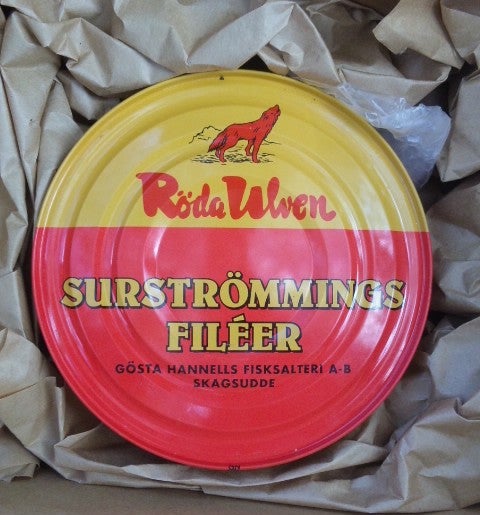 Röda Ulven
SURSTRÖMMINGS
FILÉER
GÖSTA HANNELLS FISKSALTERI A-B
SKAGSUDDE